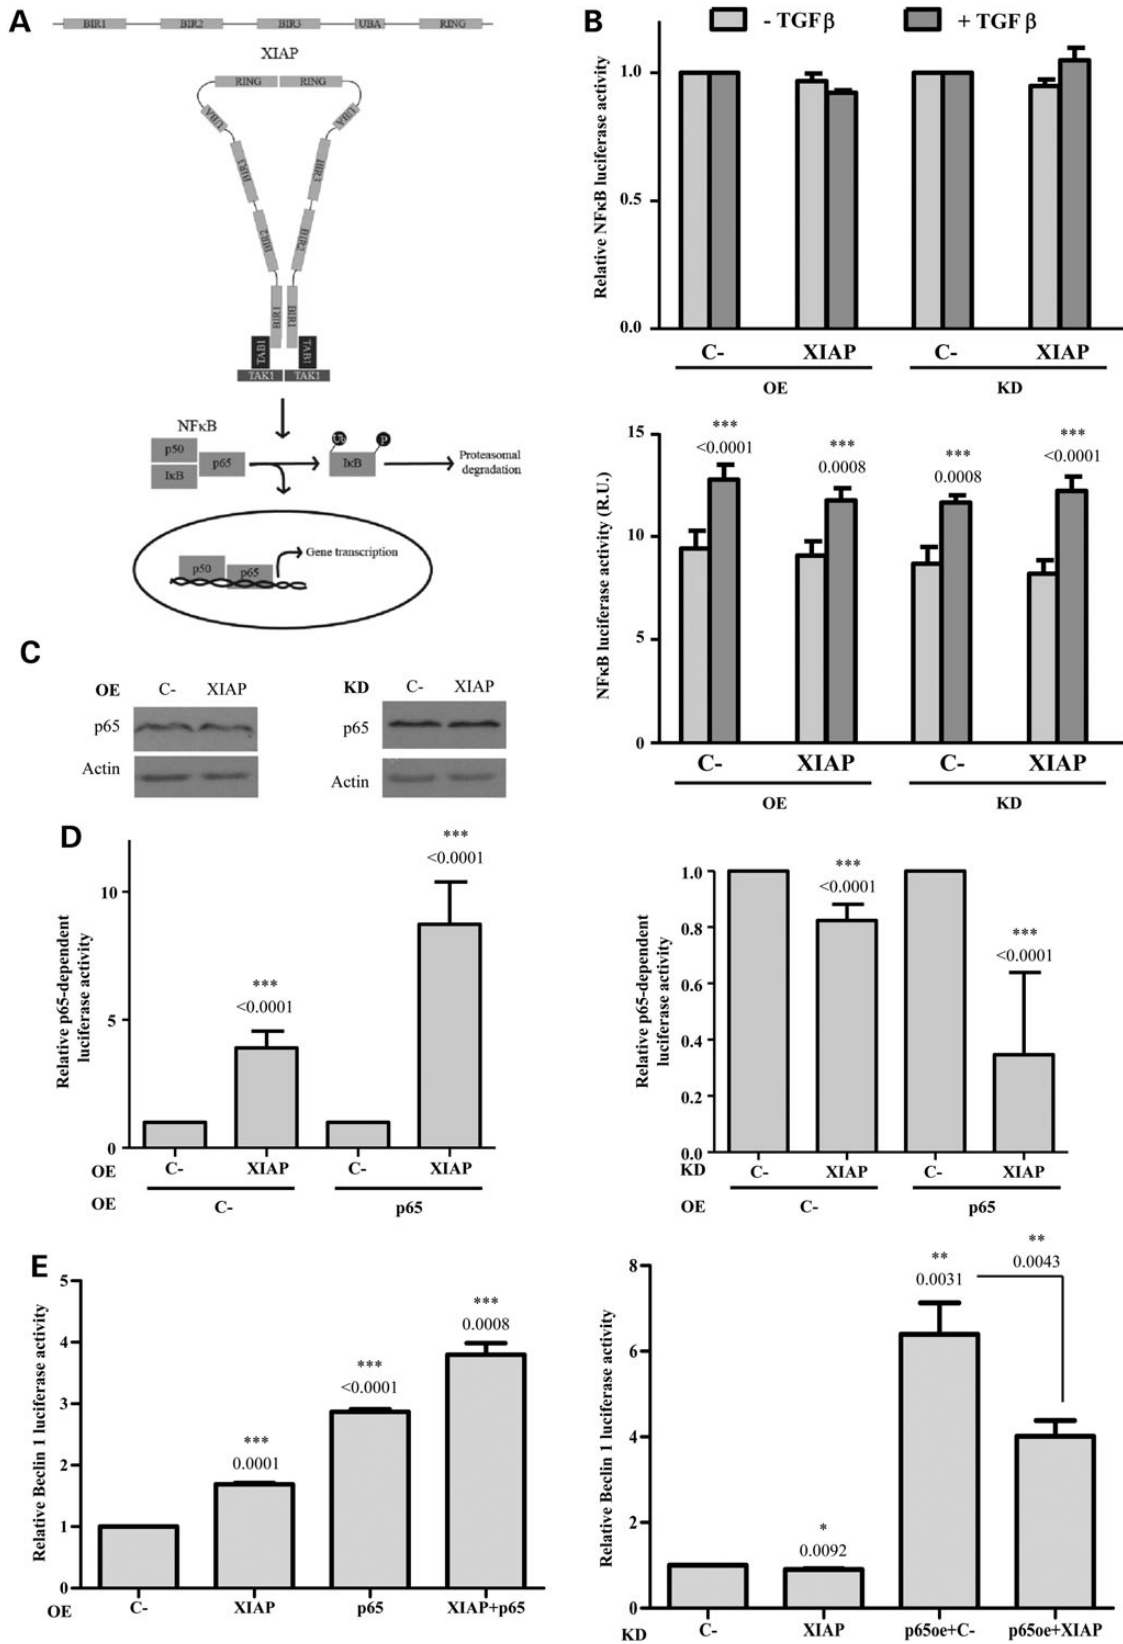 A
BIR1 BIR2 BIR3 UBA RING
XIAP
RING RING
UBA UBA
BIR3 BIR3
BIR2 BIR2
BIR1 BIR1
TAB1 TAB1
TAK1 TAK1
NFκB
p50
IκB
p65
Ub
P
IκB
Proteasomal
degradation
p50
p65
Gene transcription
B
- TGFβ + TGFβ
Relative NFκB luciferase activity
1.0
0.5
0.0
C- XIAP C- XIAP
OE KD
NFκB luciferase activity (R.U.)
15
10
5
0
***
<0.0001
***
0.0008
***
0.0008
***
<0.0001
C- XIAP C- XIAP
OE KD
C
OE C- XIAP
p65
Actin
KD C- XIAP
p65
Actin
D
Relative p65-dependent
luciferase activity
10
5
0
***
<0.0001
***
<0.0001
OE C- XIAP C- XIAP
OE C- p65
Relative p65-dependent
luciferase activity
1.0
0.8
0.6
0.4
0.2
0.0
***
<0.0001
***
<0.0001
KD C- XIAP C- XIAP
OE C- p65
E
Relative Beclin 1 luciferase activity
5
4
3
2
1
0
***
0.0001
***
<0.0001
***
0.0008
OE C- XIAP p65 XIAP+p65
Relative Beclin 1 luciferase activity
8
6
4
2
0
*
0.0092
**
0.0031
**
0.0043
KD C- XIAP p65oe+C- p65oe+XIAP